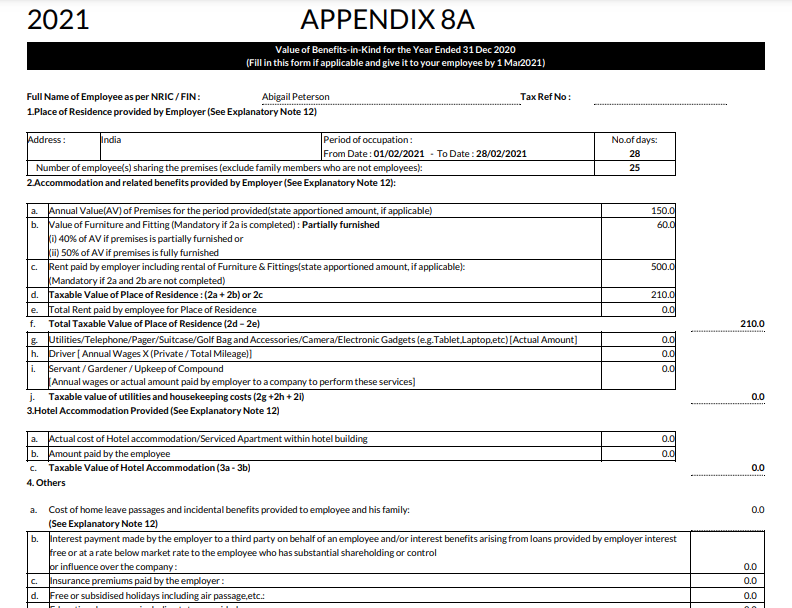 2021 APPENDIX 8A
Value of Benefits-in-Kind for the Year Ended 31 Dec 2020
(Fill in this form if applicable and give it to your employee by 1 Mar2021)
Full Name of Employee as per NRIC / FIN : Abigail Peterson Tax Ref No :
1.Place of Residence provided by Employer (See Explanatory Note 12)
Address : India Period of occupation : No.of days:
From Date : 01/02/2021 - To Date : 28/02/2021 28
Number of employee(s) sharing the premises (exclude family members who are not employees): 25
2.Accommodation and related benefits provided by Employer (See Explanatory Note 12):
a. Annual Value(AV) of Premises for the period provided(state apportioned amount, if applicable) 150.0
b. Value of Furniture and Fitting (Mandatory if 2a is completed) : Partially furnished 60.0
(i) 40% of AV if premises is partially furnished or
(ii) 50% of AV if premises is fully furnished
c. Rent paid by employer including rental of Furniture & Fittings(state apportioned amount, if applicable): 500.0
(Mandatory if 2a and 2b are not completed)
d. Taxable Value of Place of Residence : (2a + 2b) or 2c 210.0
e. Total Rent paid by employee for Place of Residence 0.0
f. Total Taxable Value of Place of Residence (2d – 2e) 210.0
g. Utilities/Telephone/Pager/Suitcase/Golf Bag and Accessories/Camera/Electronic Gadgets (e.g.Tablet,Laptop,etc) [Actual Amount] 0.0
h. Driver [ Annual Wages X (Private / Total Mileage)] 0.0
i. Servant / Gardener / Upkeep of Compound 0.0
[Annual wages or actual amount paid by employer to a company to perform these services]
j. Taxable value of utilities and housekeeping costs (2g +2h + 2i) 0.0
3.Hotel Accommodation Provided (See Explanatory Note 12)
a. Actual cost of Hotel accommodation/Serviced Apartment within hotel building 0.0
b. Amount paid by the employee 0.0
c. Taxable Value of Hotel Accommodation (3a - 3b) 0.0
4. Others
a. Cost of home leave passages and incidental benefits provided to employee and his family: 0.0
(See Explanatory Note 12)
b. Interest payment made by the employer to a third party on behalf of an employee and/or interest benefits arising from loans provided by employer interest
free or at a rate below market rate to the employee who has substantial shareholding or control
or influence over the company : 0.0
c. Insurance premiums paid by the employer : 0.0
d. Free or subsidised holidays including air passage,etc.: 0.0